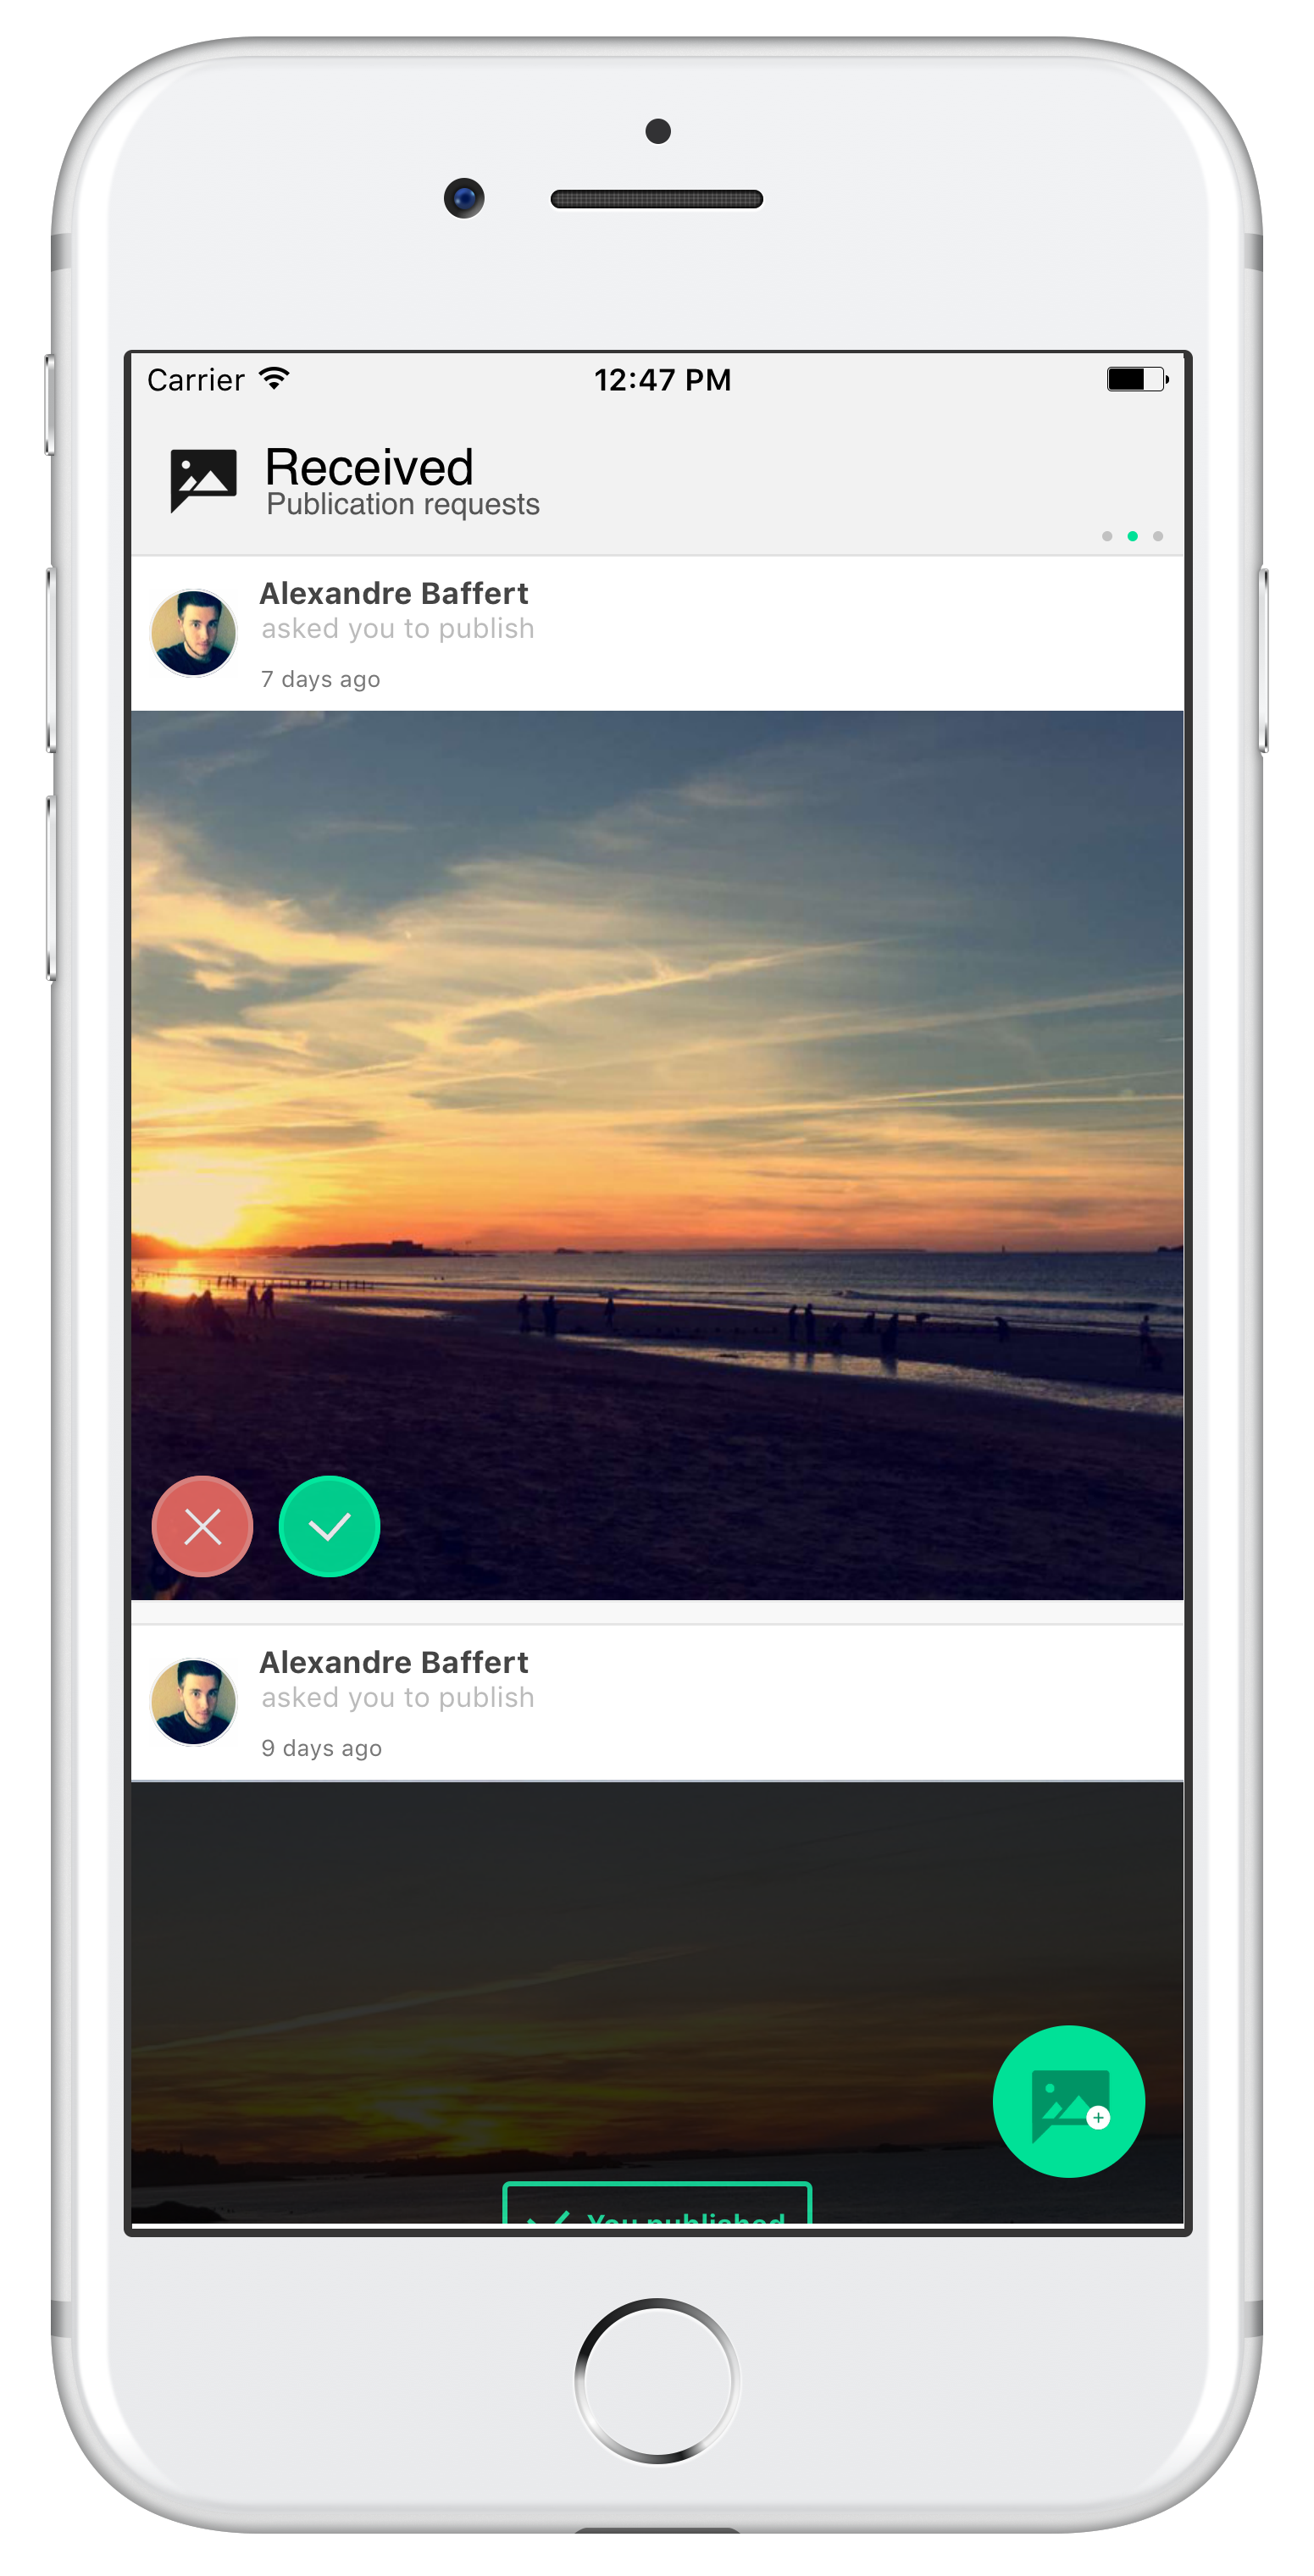 Carrier 12:47 PM
Received
Publication requests
Alexandre Baffert
asked you to publish
7 days ago
Alexandre Baffert
asked you to publish
9 days ago
You published